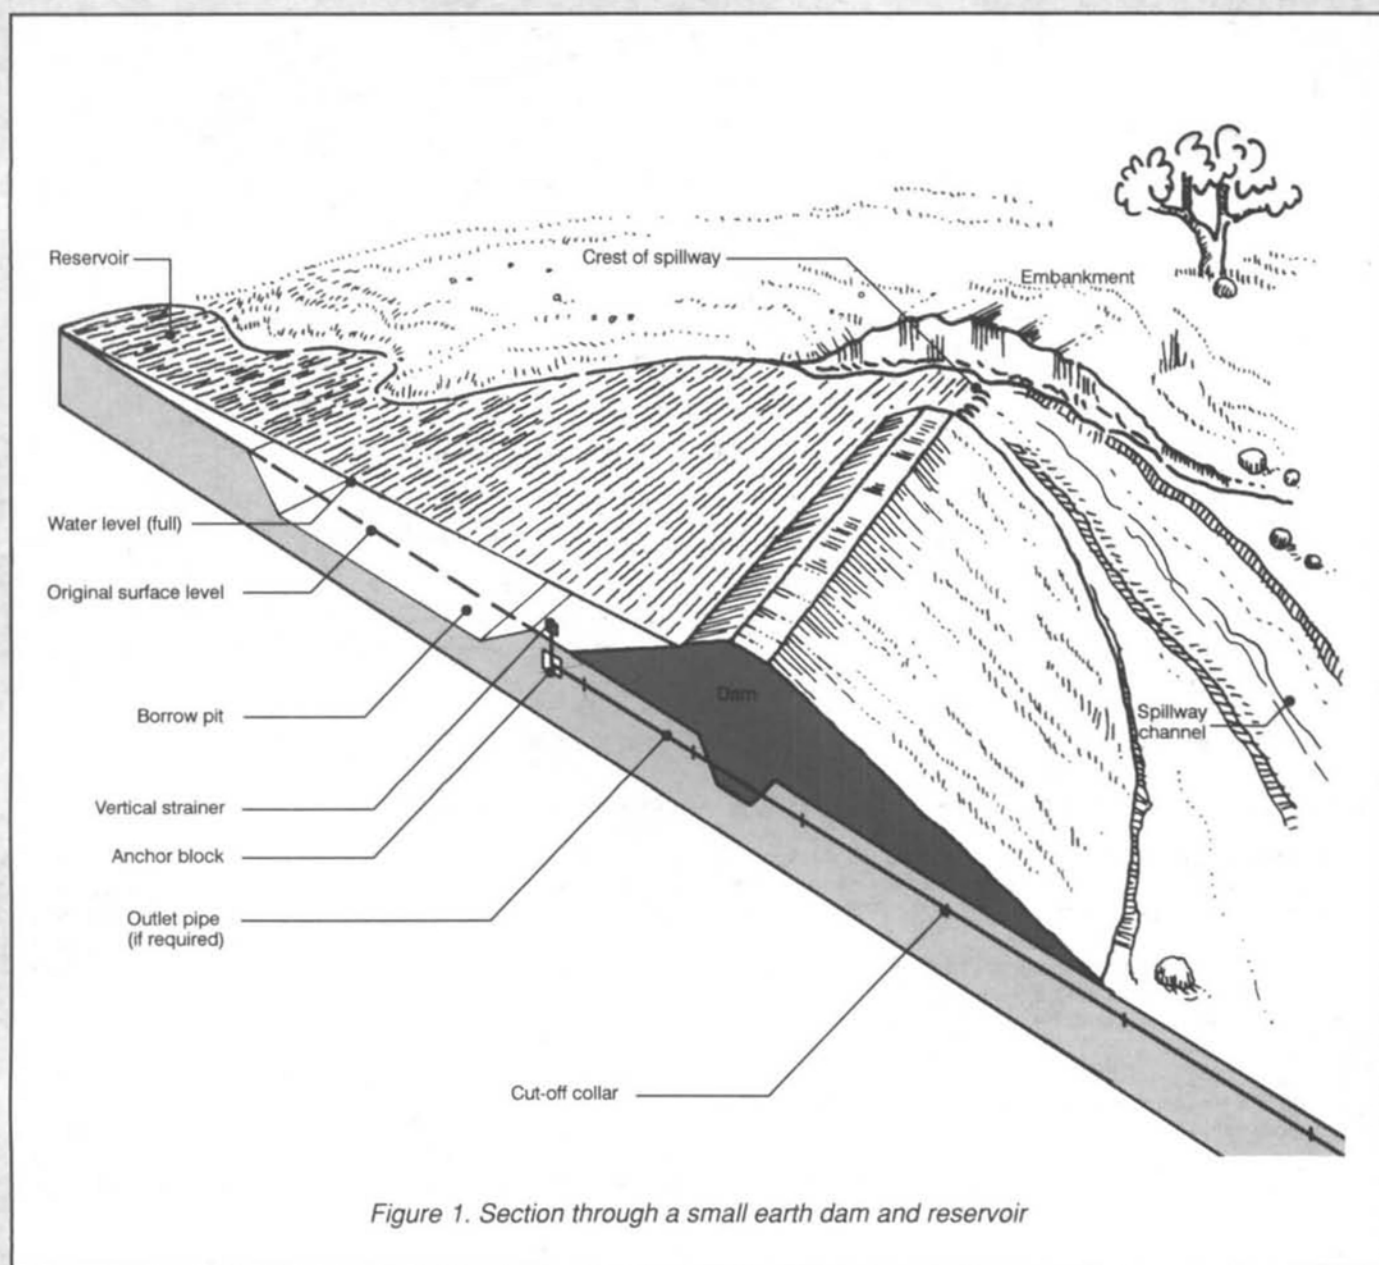 Reservoir
Crest of spillway
Embankment
Water level (full)
Original surface level
Borrow pit
Dam
Spillway
channel
Vertical strainer
Anchor block
Outlet pipe
(if required)
Cut-off collar
Figure 1. Section through a small earth dam and reservoir